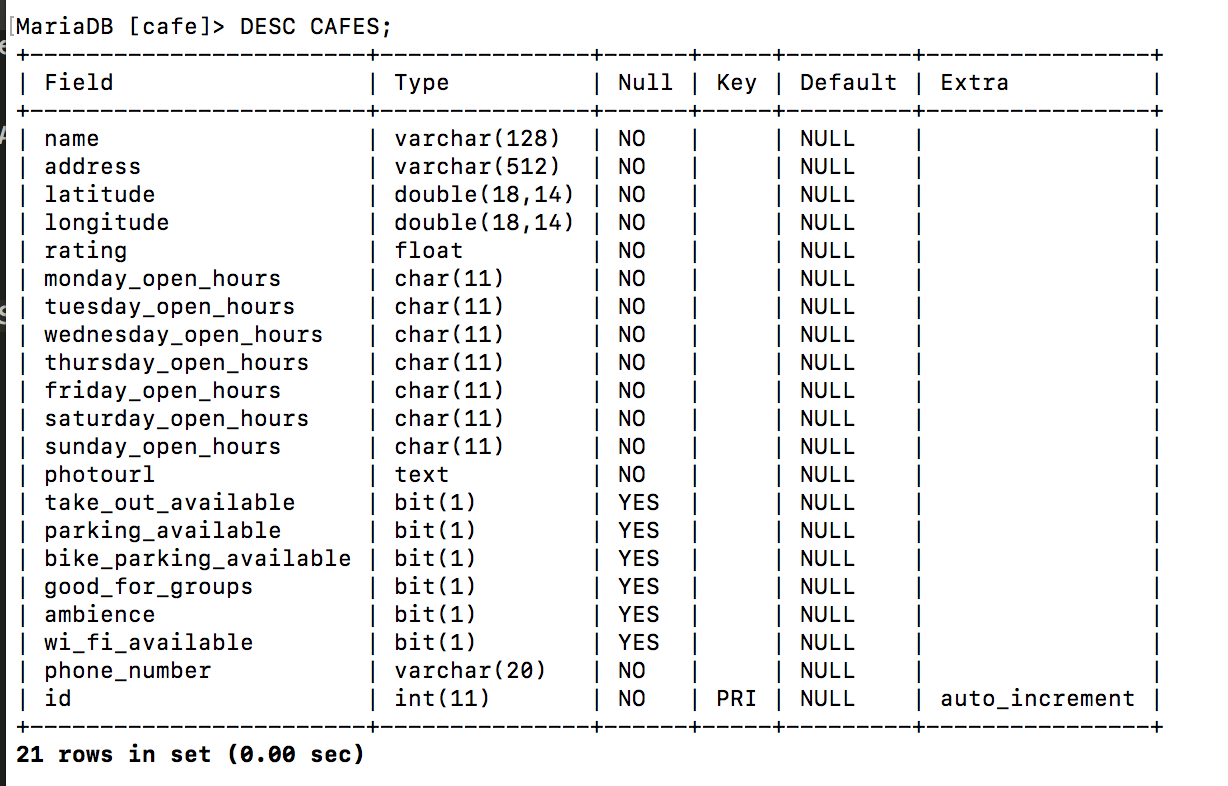 [MariaDB [cafe]> DESC CAFES;
+-------------------------+----------------+------+-----+---------+----------------+
| Field                   | Type           | Null | Key | Default | Extra          |
+-------------------------+----------------+------+-----+---------+----------------+
| name                    | varchar(128)   | NO   |     | NULL    |                |
| address                 | varchar(512)   | NO   |     | NULL    |                |
| latitude                | double(18,14)  | NO   |     | NULL    |                |
| longitude               | double(18,14)  | NO   |     | NULL    |                |
| rating                  | float          | NO   |     | NULL    |                |
| monday_open_hours       | char(11)       | NO   |     | NULL    |                |
| tuesday_open_hours      | char(11)       | NO   |     | NULL    |                |
| wednesday_open_hours    | char(11)       | NO   |     | NULL    |                |
| thursday_open_hours     | char(11)       | NO   |     | NULL    |                |
| friday_open_hours       | char(11)       | NO   |     | NULL    |                |
| saturday_open_hours     | char(11)       | NO   |     | NULL    |                |
| sunday_open_hours       | char(11)       | NO   |     | NULL    |                |
| photourl                | text           | NO   |     | NULL    |                |
| take_out_available      | bit(1)         | YES  |     | NULL    |                |
| parking_available       | bit(1)         | YES  |     | NULL    |                |
| bike_parking_available  | bit(1)         | YES  |     | NULL    |                |
| good_for_groups         | bit(1)         | YES  |     | NULL    |                |
| ambience                | bit(1)         | YES  |     | NULL    |                |
| wi_fi_available         | bit(1)         | YES  |     | NULL    |                |
| phone_number            | varchar(20)    | NO   |     | NULL    |                |
| id                      | int(11)        | NO   | PRI | NULL    | auto_increment |
+-------------------------+----------------+------+-----+---------+----------------+
21 rows in set (0.00 sec)